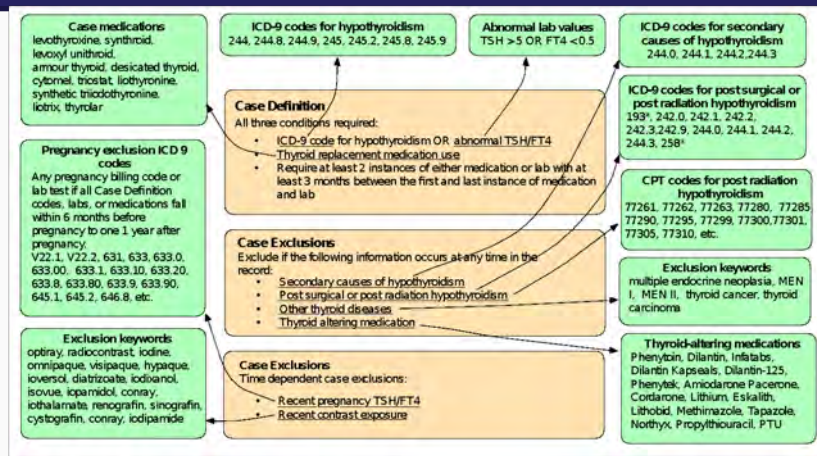 Case medications
levothyroxine, synthroid,
levoxyl unithroid,
armour thyroid, desicated thyroid,
cytomel, triostat, liothyronine,
synthetic triiodothyronine,
liotrix, thyrolar
ICD-9 codes for hypothyroidism
244, 244.8, 244.9, 245, 245.2, 245.8, 245.9
Abnormal lab values
TSH >5 OR FT4 <0.5
ICD-9 codes for secondary
causes of hypothyroidism
244.0, 244.1, 244.2,244.3
Case Definition
All three conditions required:
• ICD-9 code for hypothyroidism OR abnormal TSH/FT4
• Thyroid replacement medication use
• Require at least 2 instances of either medication or lab with at
least 3 months between the first and last instance of medication
and lab
ICD-9 codes for post surgical or
post radiation hypothyroidism
193*, 242.0, 242.1, 242.2,
242.3,242.9, 244.0, 244.1, 244.2,
244.3, 258*
Pregnancy exclusion ICD 9
codes
Any pregnancy billing code or
lab test if all Case Definition
codes, labs, or medications fall
within 6 months before
pregnancy to one 1 year after
pregnancy.
V22.1, V22.2, 631, 633, 633.0,
633.00, 633.1, 633.10, 633.20,
633.8, 633.80, 633.9, 633.90,
645.1, 645.2, 646.8, etc.
CPT codes for post radiation
hypothyroidism
77261, 77262, 77263, 77280, 77285
77290, 77295, 77299, 77300,77301,
77305, 77310, etc.
Case Exclusions
Exclude if the following information occurs at any time in the
record:
• Secondary causes of hypothyroidism
• Post surgical or post radiation hypothyroidism
• Other thyroid diseases
• Thyroid altering medication
Exclusion keywords
multiple endocrine neoplasia, MEN
I, MEN II, thyroid cancer, thyroid
carcinoma
Exclusion keywords
optiray, radiocontrast, iodine,
omnipaque, visipaque, hypaque,
ioversol, diatrizoate, iodixanol,
isovue, iopamidol, conray,
iothalamate, renografin, sinografin,
cystografin, conray, iodipamide
Case Exclusions
Time dependent case exclusions:
• Recent pregnancy TSH/FT4
• Recent contrast exposure
Thyroid-altering medications
Phenytoin, Dilantin, Infatabs,
Dilantin Kapseals, Dilantin-125,
Phenytek, Amiodarone Pacerone,
Cordarone, Lithium, Eskalith,
Lithobid, Methimazole, Tapazole,
Northyx, Propylthiouracil, PTU